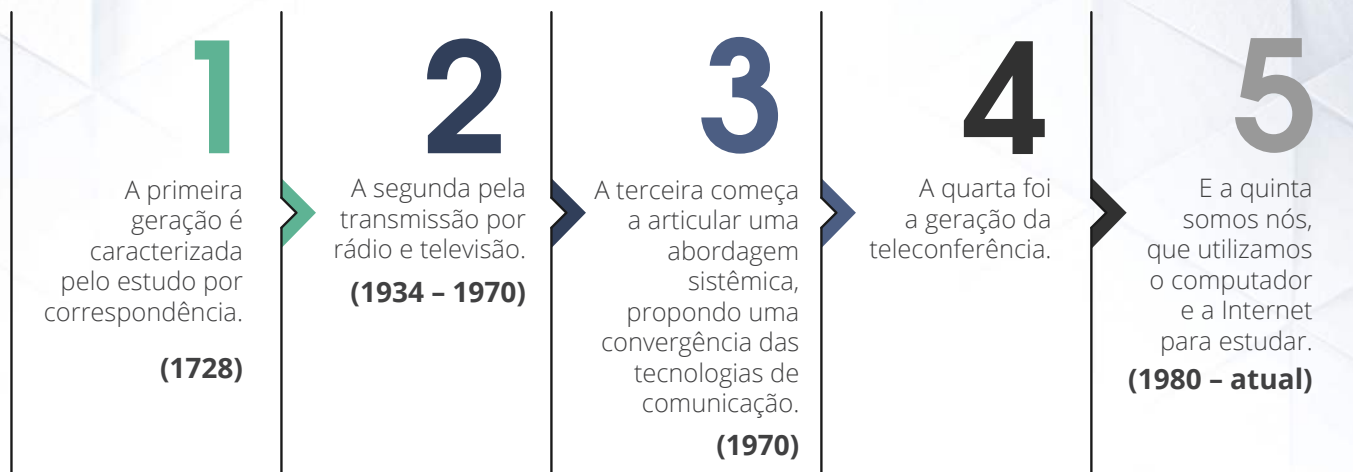 1
A primeira
geração é
caracterizada
pelo estudo por
correspondência.
(1728)
2
A segunda pela
transmissão por
rádio e televisão.
(1934 – 1970)
3
A terceira começa
a articular uma
abordagem
sistêmica,
propondo uma
convergência das
tecnologias de
comunicação.
(1970)
4
A quarta foi
a geração da
teleconferência.
5
E a quinta
somos nós,
que utilizamos
o computador
e a Internet
para estudar.
(1980 – atual)